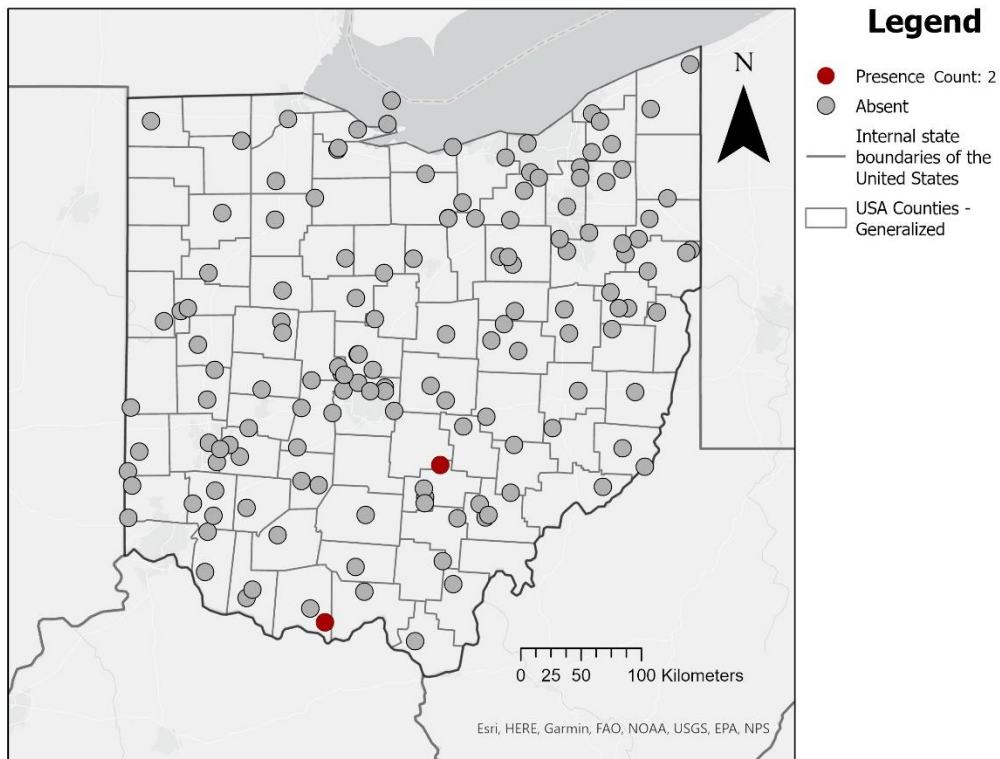 Legend
N
Presence Count: 2
Absent
Internal state
boundaries of the
United States
USA Counties -
Generalized
0 25 50 100 Kilometers
Esri, HERE, Garmin, FAO, NOAA, USGS, EPA, NPS